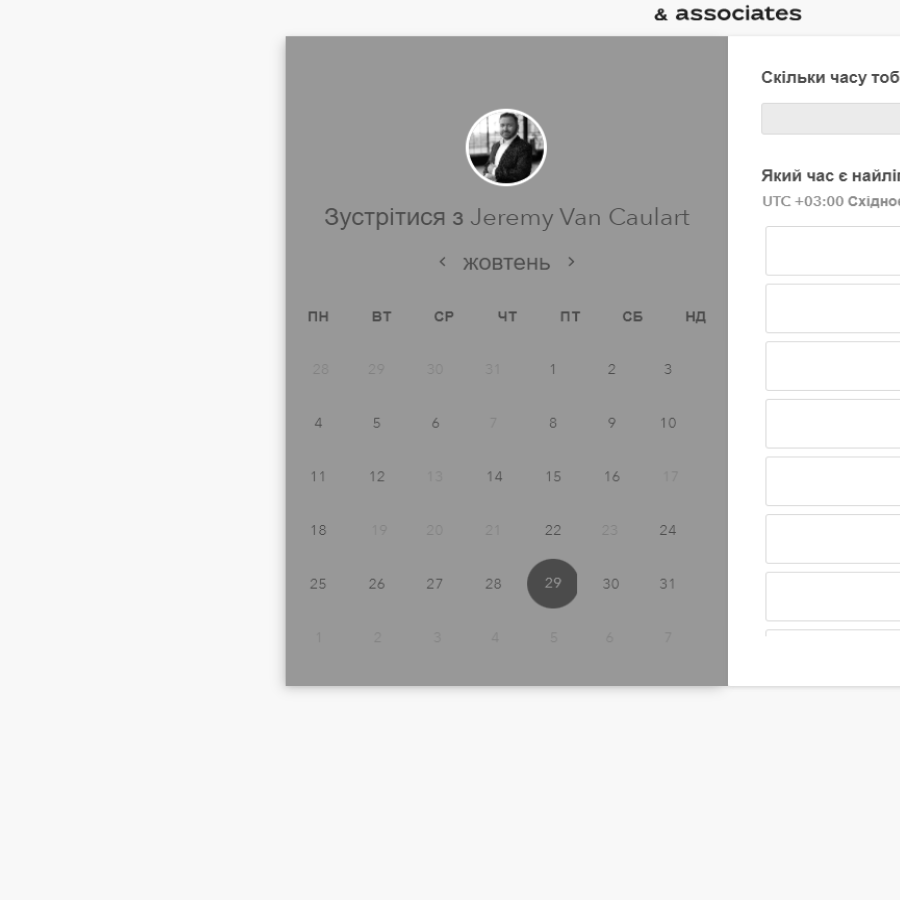 & associates
Зустрітися з Jeremy Van Caulart
жовтень
ПН ВТ СР ЧТ ПТ СБ НД
28 29 30 31 1 2 3
4 5 6 7 8 9 10
11 12 13 14 15 16 17
18 19 20 21 22 23 24
25 26 27 28 29 30 31
1 2 3 4 5 6 7
Скільки часу тоб
Який час є найлі
UTC +03:00 Східно